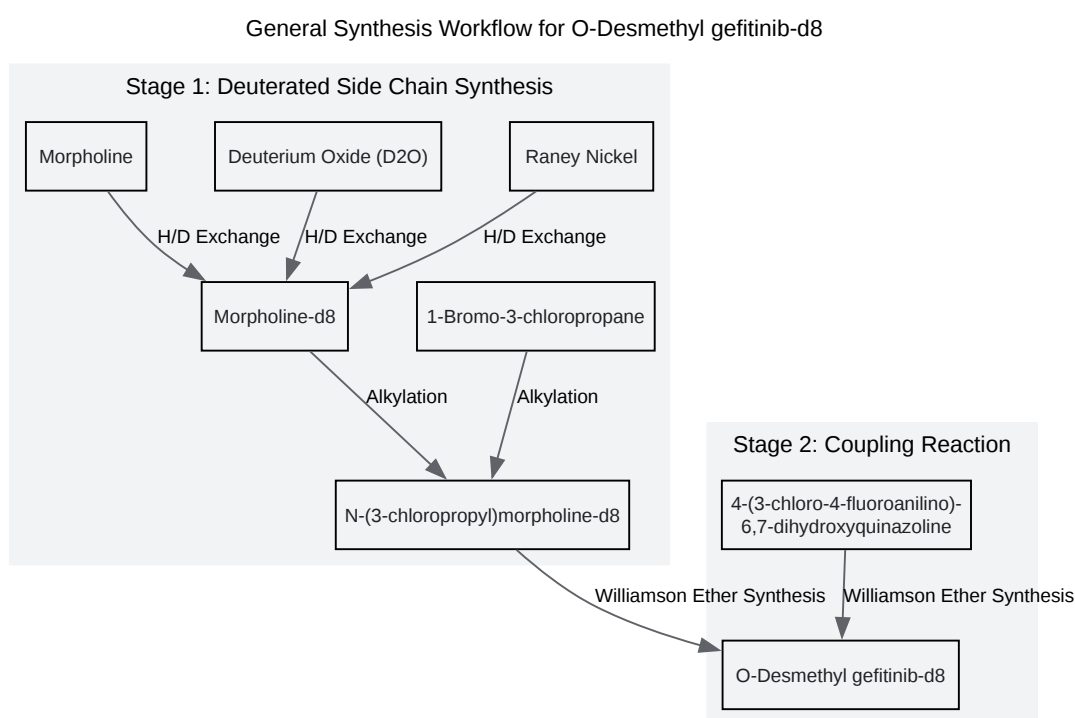 General Synthesis Workflow for O-Desmethyl gefitinib-d8
Stage 1: Deuterated Side Chain Synthesis
Morpholine
Deuterium Oxide (D2O)
Raney Nickel
H/D Exchange
H/D Exchange
H/D Exchange
Morpholine-d8
1-Bromo-3-chloropropane
Alkylation
Alkylation
Stage 2: Coupling Reaction
N-(3-chloropropyl)morpholine-d8
4-(3-chloro-4-fluoroanilino)-
6,7-dihydroxyquinazoline
Williamson Ether Synthesis
Williamson Ether Synthesis
O-Desmethyl gefitinib-d8